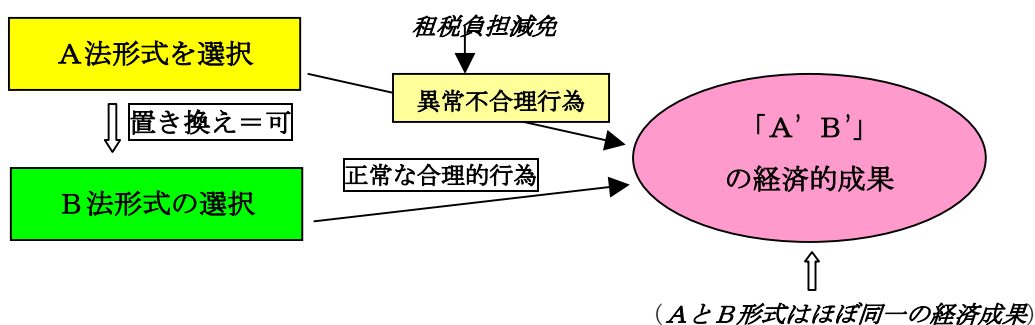 租税負担減免
Ａ法形式を選択
異常不合理行為
置き換え＝可
「Ａ’Ｂ’」
の経済的成果
正常な合理的行為
Ｂ法形式の選択
（ＡとＢ形式はほぼ同一の経済成果）